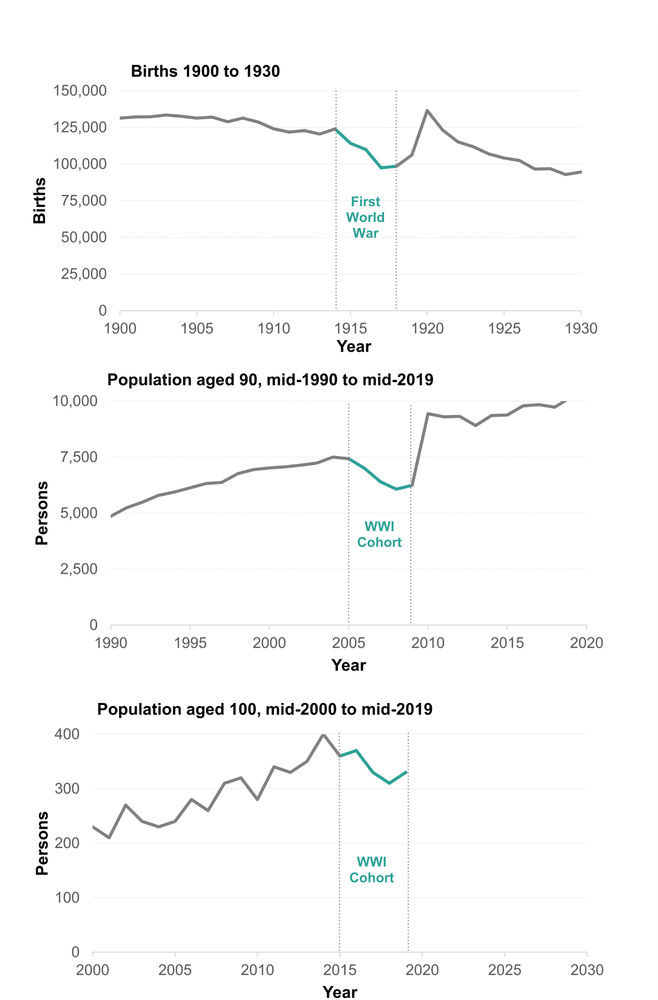 Births 1900 to 1930
150,000
125,000
100,000
75,000
50,000
25,000
0
Births
First
World
War
1900 1905 1910 1915 1920 1925 1930
Year
Population aged 90, mid-1990 to mid-2019
10,000
7,500
5,000
2,500
0
Persons
WWI
Cohort
1990 1995 2000 2005 2010 2015 2020
Year
Population aged 100, mid-2000 to mid-2019
400
300
200
100
0
Persons
WWI
Cohort
2000 2005 2010 2015 2020 2025 2030
Year